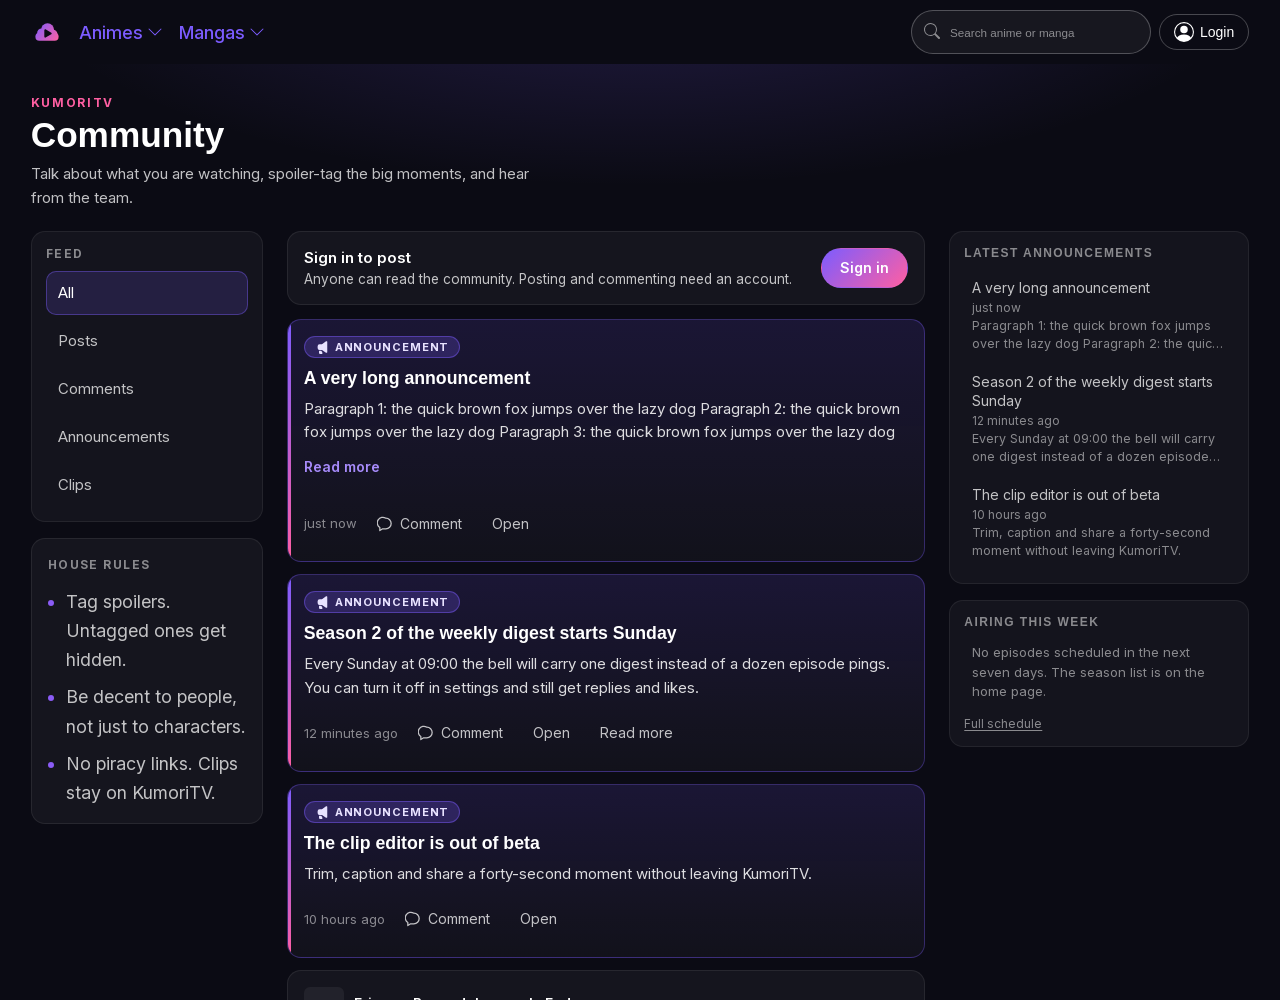 Animes
Mangas
Search anime or manga
Login
KUMORITV
Community
Talk about what you are watching, spoiler-tag the big moments, and hear
from the team.
FEED
All
Posts
Comments
Announcements
Clips
HOUSE RULES
Tag spoilers.
Untagged ones get
hidden.
Be decent to people,
not just to characters.
No piracy links. Clips
stay on KumoriTV.
Sign in to post
Anyone can read the community. Posting and commenting need an account.
Sign in
ANNOUNCEMENT
A very long announcement
Paragraph 1: the quick brown fox jumps over the lazy dog Paragraph 2: the quick brown
fox jumps over the lazy dog Paragraph 3: the quick brown fox jumps over the lazy dog
Read more
just now Comment Open
ANNOUNCEMENT
Season 2 of the weekly digest starts Sunday
Every Sunday at 09:00 the bell will carry one digest instead of a dozen episode pings.
You can turn it off in settings and still get replies and likes.
12 minutes ago Comment Open Read more
ANNOUNCEMENT
The clip editor is out of beta
Trim, caption and share a forty-second moment without leaving KumoriTV.
10 hours ago Comment Open
LATEST ANNOUNCEMENTS
A very long announcement
just now
Paragraph 1: the quick brown fox jumps
over the lazy dog Paragraph 2: the quic…
Season 2 of the weekly digest starts
Sunday
12 minutes ago
Every Sunday at 09:00 the bell will carry
one digest instead of a dozen episode…
The clip editor is out of beta
10 hours ago
Trim, caption and share a forty-second
moment without leaving KumoriTV.
AIRING THIS WEEK
No episodes scheduled in the next
seven days. The season list is on the
home page.
Full schedule